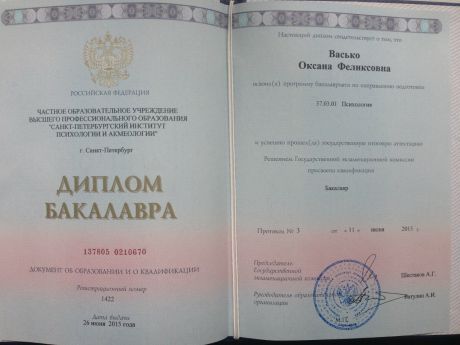 РОССИЙСКАЯ ФЕДЕРАЦИЯ
ЧАСТНОЕ ОБРАЗОВАТЕЛЬНОЕ УЧРЕЖДЕНИЕ
ВЫСШЕГО ПРОФЕССИОНАЛЬНОГО ОБРАЗОВАНИЯ
"САНКТ-ПЕТЕРБУРГСКИЙ ИНСТИТУТ
ПСИХОЛОГИИ И АКМЕОЛОГИИ"
г. Санкт-Петербург
ДИПЛОМ
БАКАЛАВРА
137805 0210670
ДОКУМЕНТ ОБ ОБРАЗОВАНИИ И О КВАЛИФИКАЦИИ
Регистрационный номер
1422
Дата выдачи
26 июня 2015 года
Настоящий диплом свидетельствует о том, что
Васько
Оксана Феликсовна
освоил(а) программу бакалавриата по направлению подготовки
37.03.01 Психология
и успешно прошел(ла) государственную итоговую аттестацию
Решением Государственной экзаменационной комиссии
присвоена квалификация
Бакалавр
Протокол № 3 от «11» июня 2015 г.
Председатель
Государственной
экзаменационной комиссии
Шестаков А.Г.
Руководитель образовательной
организации
М.П.